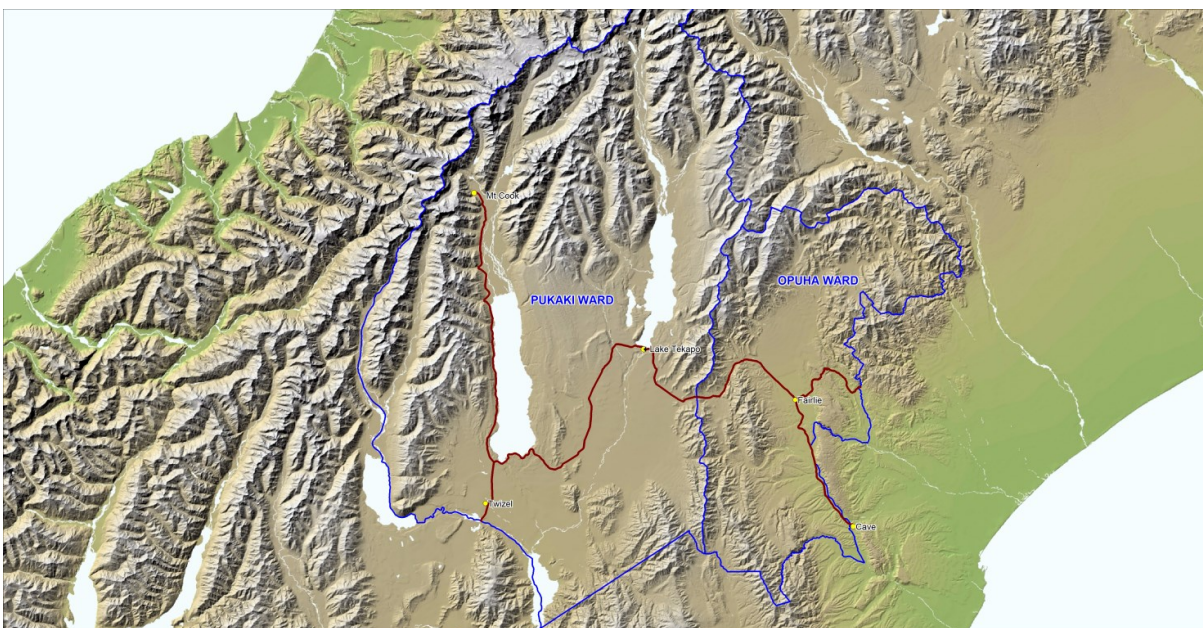 Mt Cook
OPUHA WARD
PUKAKI WARD
Lake Tekapo
Fairlie
Twizel
Cave